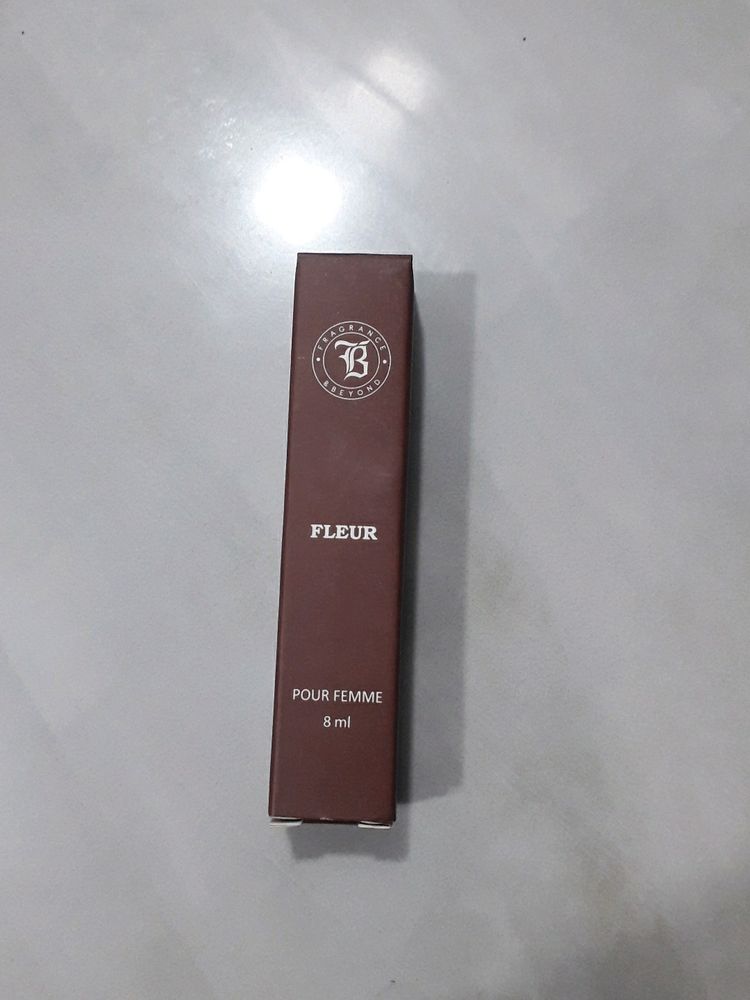 FRAGRANCE
B
& BEYOND
FLEUR
POUR FEMME
8 ml